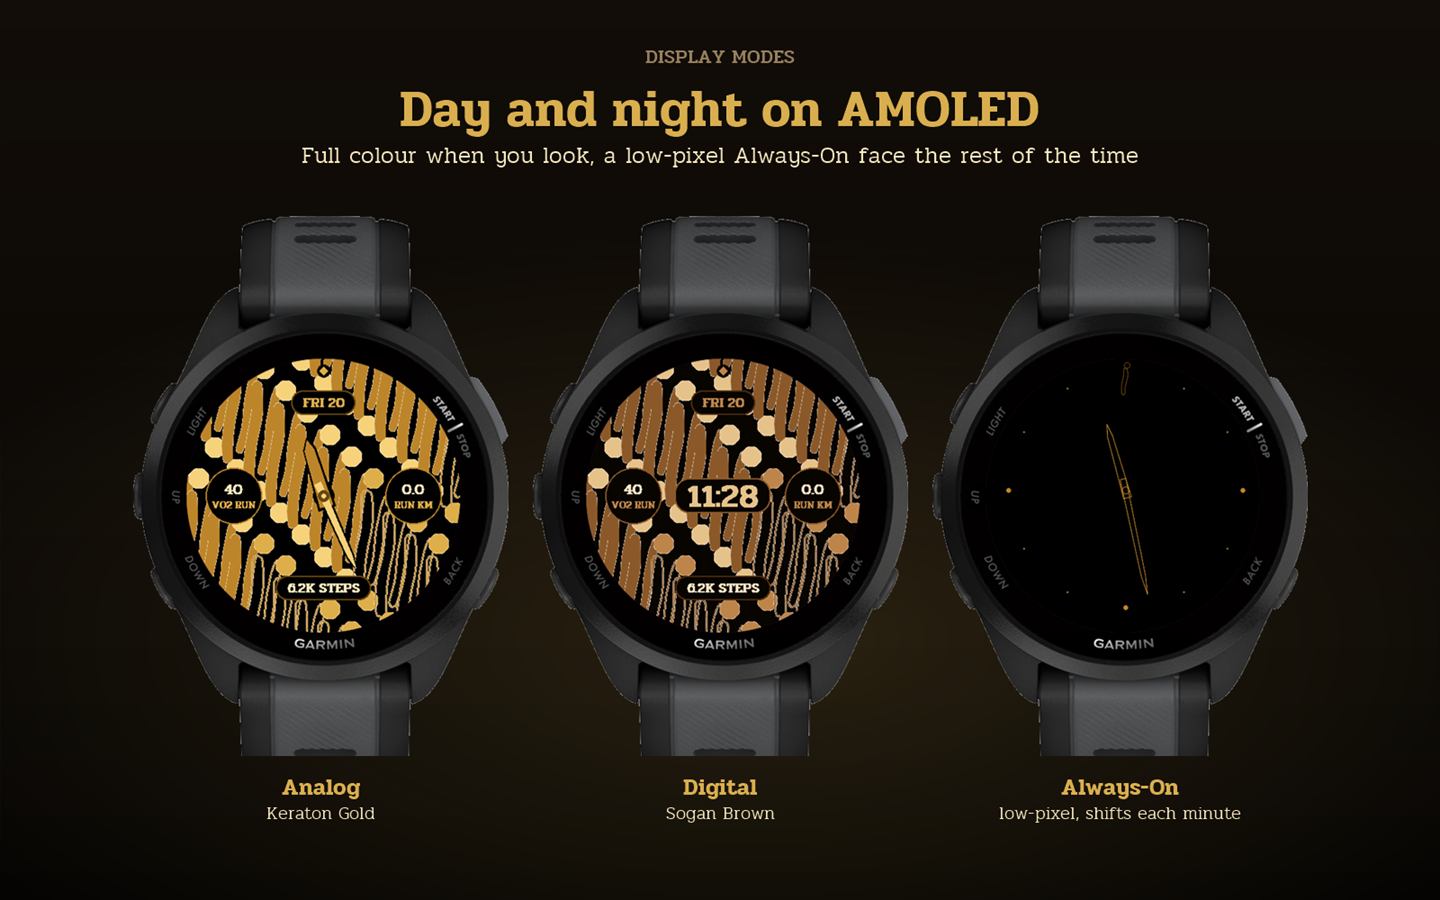 DISPLAY MODES
Day and night on AMOLED
Full colour when you look, a low-pixel Always-On face the rest of the time
LIGHT
UP
DOWN
START
STOP
BACK
FRI 20
40
VO2 RUN
0.0
RUN KM
6.2K STEPS
GARMIN
LIGHT
UP
DOWN
START
STOP
BACK
FRI 20
40
VO2 RUN
11:28
0.0
RUN KM
6.2K STEPS
GARMIN
LIGHT
UP
DOWN
START
STOP
BACK
GARMIN
Analog
Keraton Gold
Digital
Sogan Brown
Always-On
low-pixel, shifts each minute